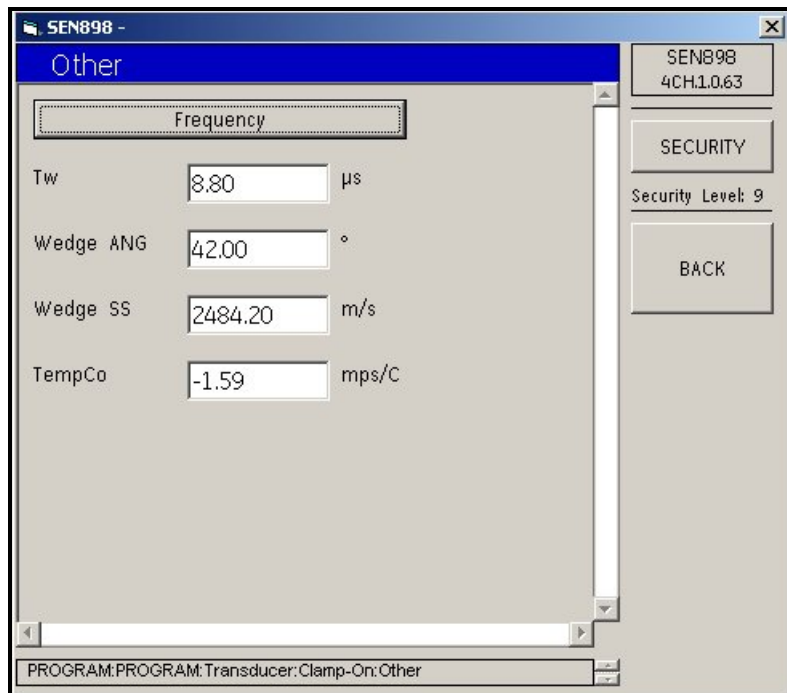 SEN898 -
Other
SEN898
4CH.1.0.63
Frequency
SECURITY
Security Level: 9
BACK
Tw 8.80 µs
Wedge ANG 42.00 °
Wedge SS 2484.20 m/s
TempCo -1.59 mps/C
PROGRAM:PROGRAM:Transducer:Clamp-On:Other